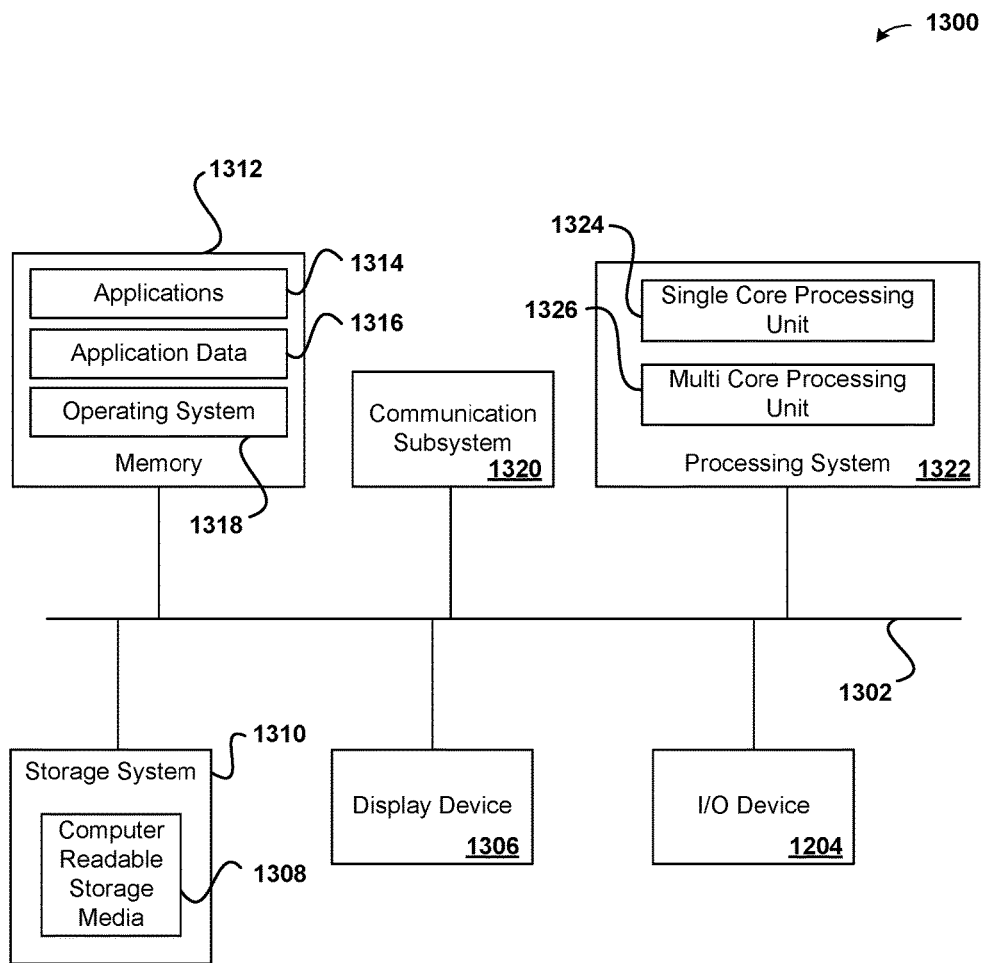 1300
1312
Applications
1314
Application Data
1316
Operating System
Memory
1318
Communication
Subsystem
1320
1324
Single Core Processing
Unit
1326
Multi Core Processing
Unit
Processing System
1322
1302
1310
Storage System
Computer
Readable
Storage
Media
1308
Display Device
1306
I/O Device
1204